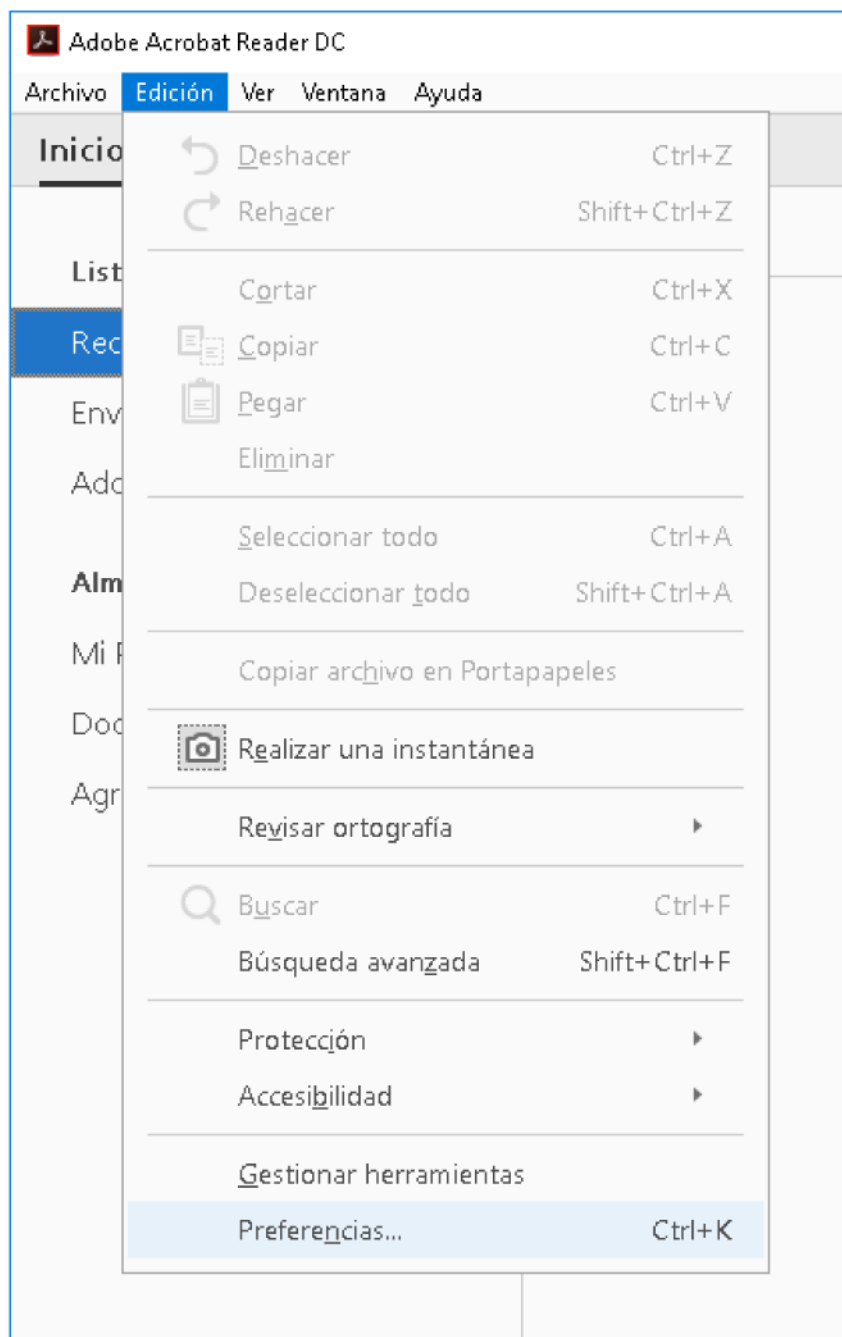 Adobe Acrobat Reader DC
Archivo Edición Ver Ventana Ayuda
Inicio
Deshacer Ctrl+Z
Rehacer Shift+Ctrl+Z
Cortar Ctrl+X
Copiar Ctrl+C
Pegar Ctrl+V
Eliminar
Seleccionar todo Ctrl+A
Deseleccionar todo Shift+Ctrl+A
Copiar archivo en Portapapeles
Realizar una instantánea
Revisar ortografía
Buscar Ctrl+F
Búsqueda avanzada Shift+Ctrl+F
Protección
Accesibilidad
Gestionar herramientas
Preferencias... Ctrl+K